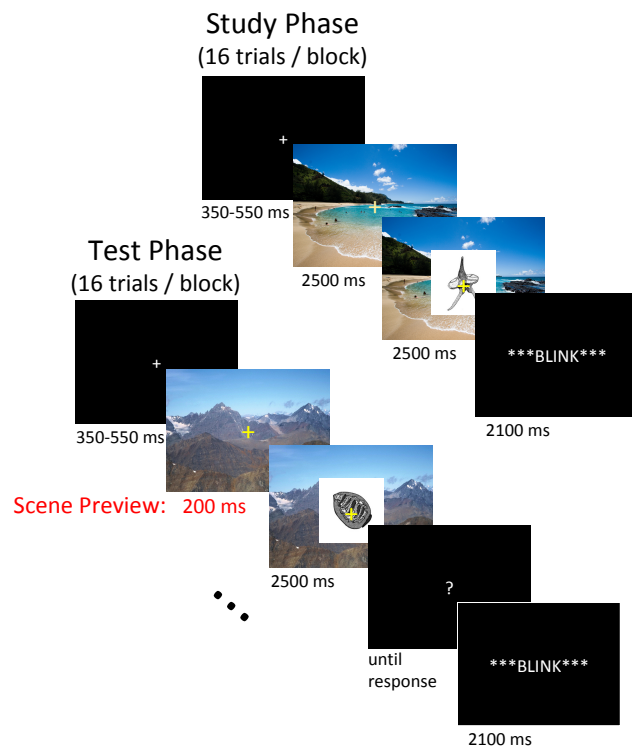 Study Phase
(16 trials / block)
+
350-550 ms
2500 ms
2500 ms
***BLINK***
2100 ms
Test Phase
(16 trials / block)
+
350-550 ms
Scene Preview: 200 ms
2500 ms
?
until
response
***BLINK***
2100 ms